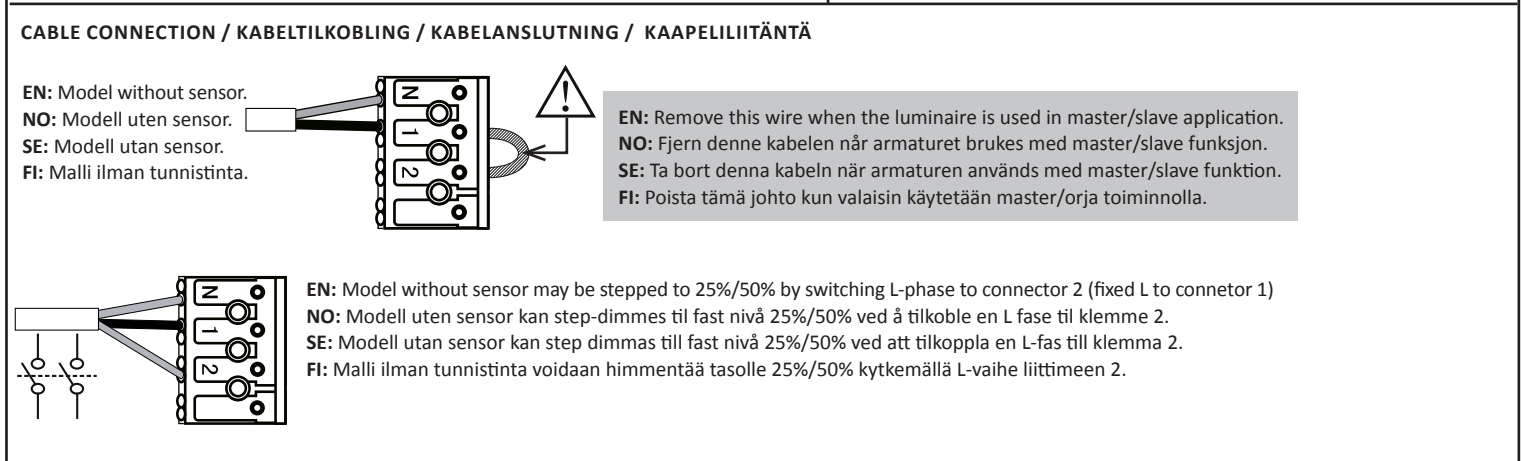 CABLE CONNECTION / KABELTILKOBLING / KABELANSLUTNING / KAAPELILIITÄNTÄ
EN: Model without sensor.
NO: Modell uten sensor.
SE: Modell utan sensor.
FI: Malli ilman tunnistinta.
N
1
2
!
EN: Remove this wire when the luminaire is used in master/slave application.
NO: Fjern denne kabelen når armaturet brukes med master/slave funksjon.
SE: Ta bort denna kabeln när armaturen används med master/slave funktion.
FI: Poista tämä johto kun valaisin käytetään master/orja toiminnolla.
N
1
2
EN: Model without sensor may be stepped to 25%/50% by switching L-phase to connector 2 (fixed L to connetor 1)
NO: Modell uten sensor kan step-dimmes til fast nivå 25%/50% ved å tilkoble en L fase til klemme 2.
SE: Modell utan sensor kan step dimmas till fast nivå 25%/50% ved att tilkoppla en L-fas till klemma 2.
FI: Malli ilman tunnistinta voidaan himmentää tasolle 25%/50% kytkemällä L-vaihe liittimeen 2.